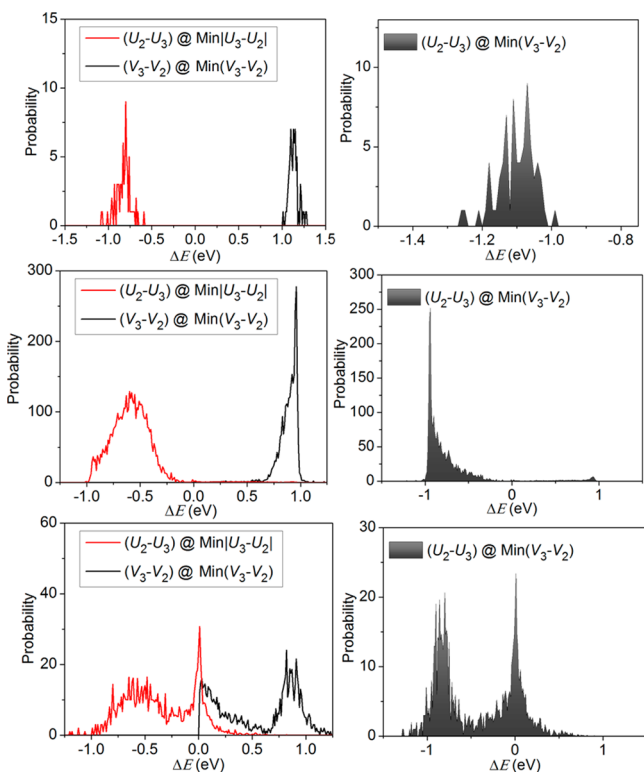 15
10
5
0
Probability
(U₂-U₃) @ Min|U₃-U₂|
(V₃-V₂) @ Min(V₃-V₂)
-1.5 -1.0 -0.5 0.0 0.5 1.0 1.5
ΔE (eV)
10
5
0
Probability
(U₂-U₃) @ Min(V₃-V₂)
-1.4 -1.2 -1.0 -0.8
ΔE (eV)
300
200
100
0
Probability
(U₂-U₃) @ Min|U₃-U₂|
(V₃-V₂) @ Min(V₃-V₂)
-1.0 -0.5 0.0 0.5 1.0
ΔE (eV)
300
250
200
150
100
50
0
Probability
(U₂-U₃) @ Min(V₃-V₂)
-1 0 1
ΔE (eV)
60
40
20
0
Probability
(U₂-U₃) @ Min|U₃-U₂|
(V₃-V₂) @ Min(V₃-V₂)
-1.0 -0.5 0.0 0.5 1.0
ΔE (eV)
30
20
10
0
Probability
(U₂-U₃) @ Min(V₃-V₂)
-1 0 1
ΔE (eV)